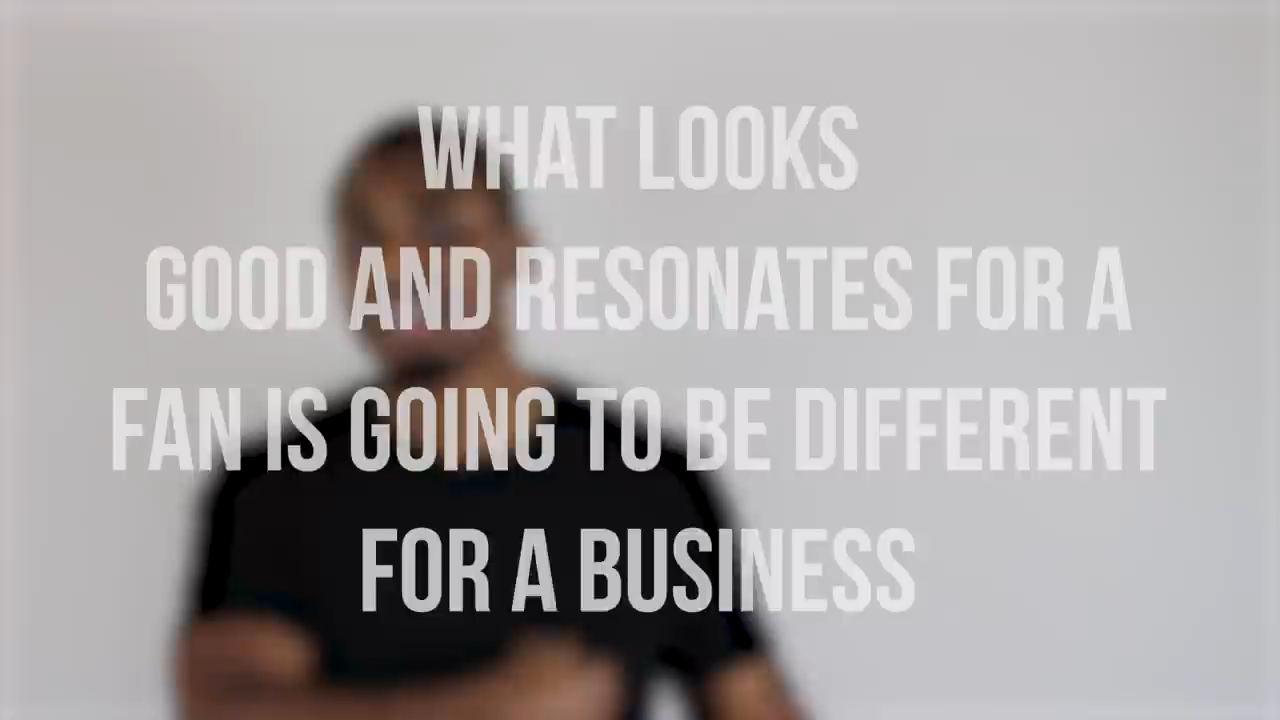 WHAT LOOKS
GOOD AND RESONATES FOR A
FAN IS GOING TO BE DIFFERENT
FOR A BUSINESS